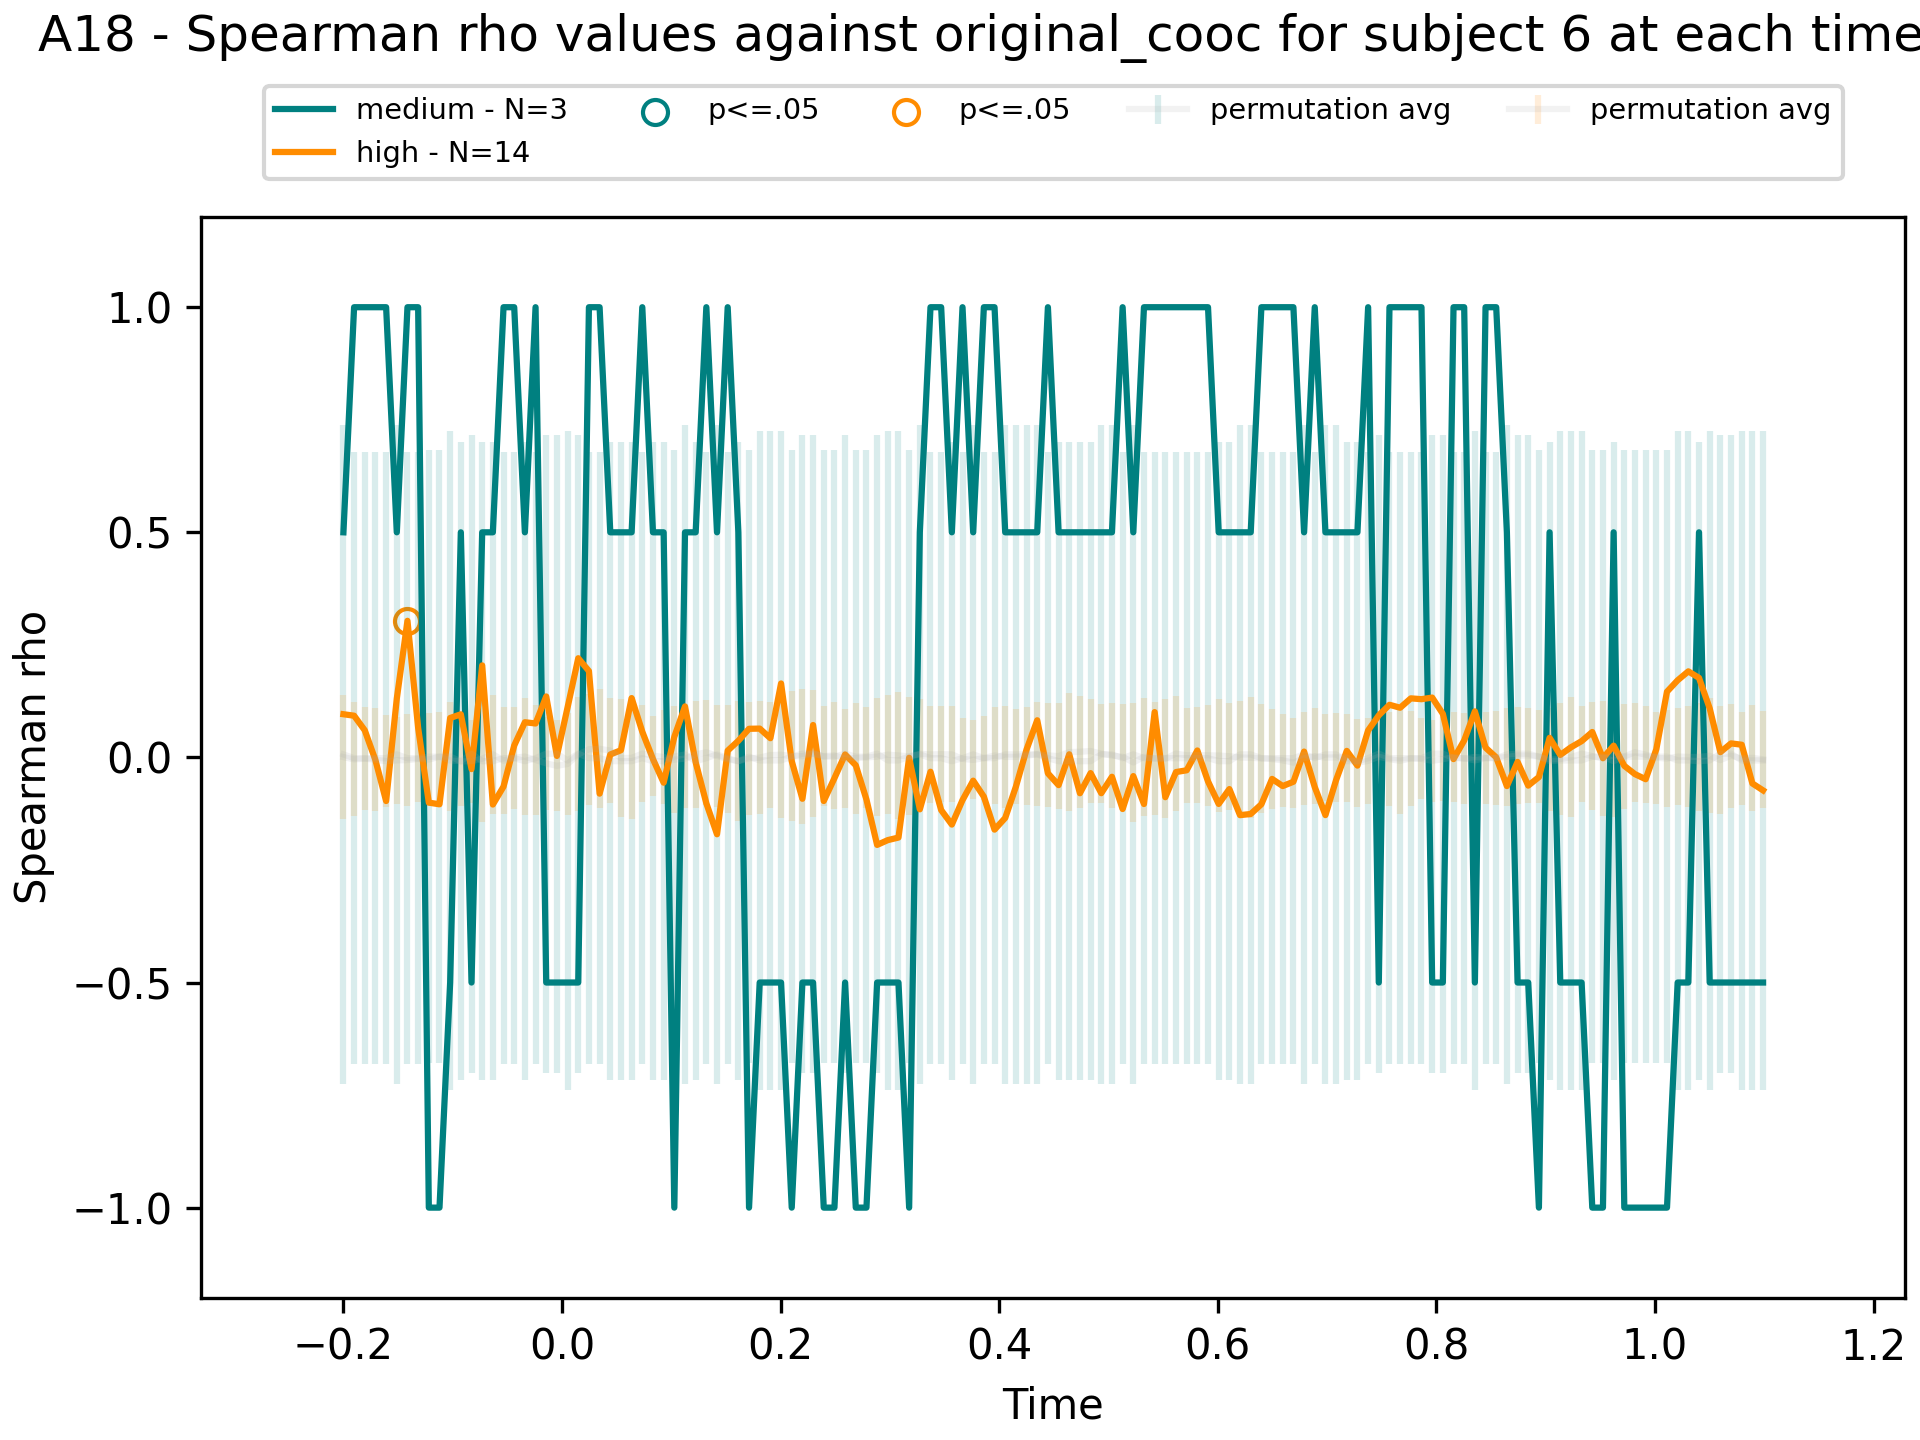 A18 - Spearman rho values against original_cooc for subject 6 at each time
medium - N=3
high - N=14
p<=.05
p<=.05
permutation avg
permutation avg
Spearman rho
1.0
0.5
0.0
−0.5
−1.0
−0.2
0.0
0.2
0.4
0.6
0.8
1.0
1.2
Time